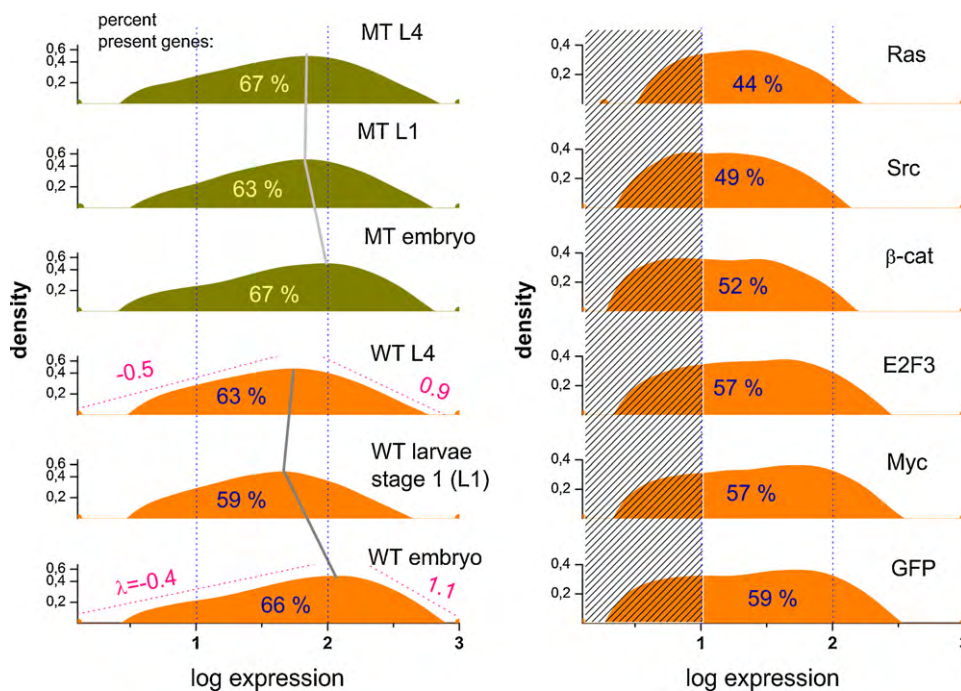 percent
present genes:
MT L4
0,6
0,4
0,2
67 %
MT L1
0,6
0,4
0,2
63 %
MT embryo
0,6
0,4
0,2
67 %
WT L4
0,6
0,4
0,2
-0.5
63 %
0.9
WT larvae
stage 1 (L1)
0,6
0,4
0,2
59 %
WT embryo
0,6
0,4
0,2
λ=-0.4
66 %
1.1
density
1 2 3
log expression
Ras
0,4
0,2
44 %
Src
0,4
0,2
49 %
β-cat
0,4
0,2
52 %
E2F3
0,4
0,2
57 %
Myc
0,4
0,2
57 %
GFP
0,4
0,2
59 %
density
1 2 3
log expression